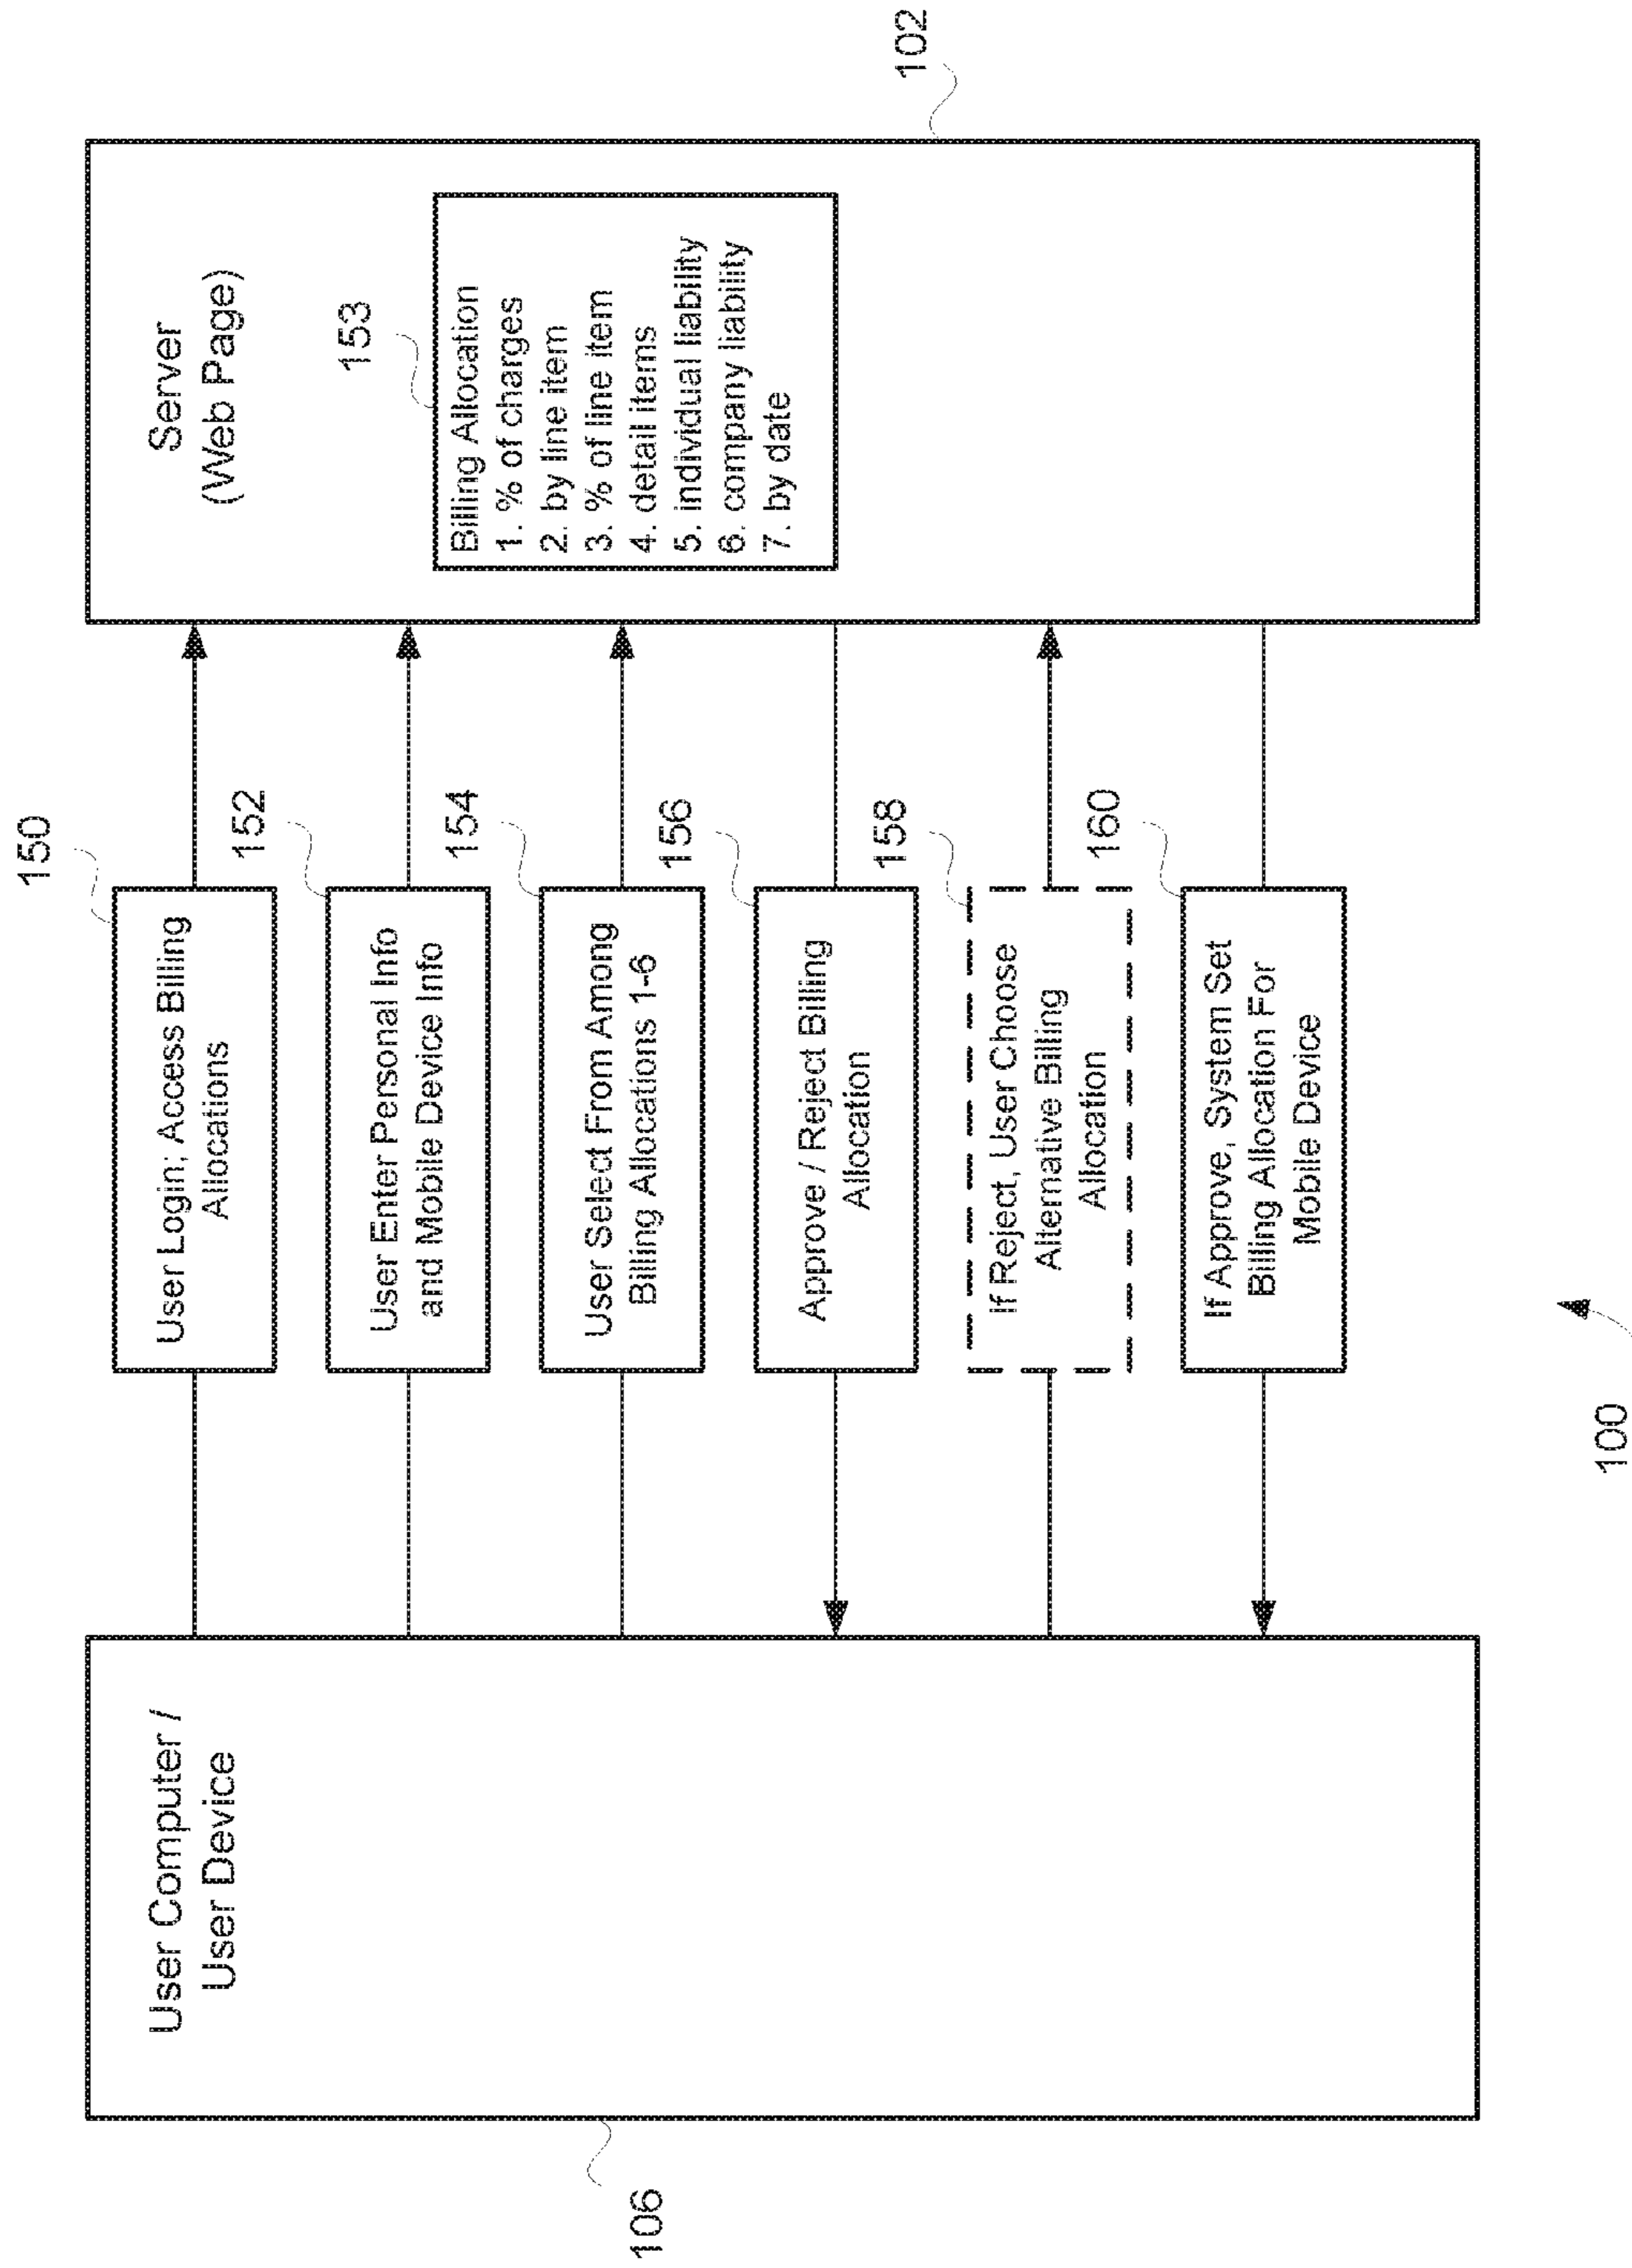 User Computer /
User Device
106
150
User Login; Access Billing
Allocations
152
User Enter Personal Info
and Mobile Device Info
154
User Select From Among
Billing Allocations 1-6
156
Approve / Reject Billing
Allocation
158
If Reject, User Choose
Alternative Billing
Allocation
160
If Approve, System Set
Billing Allocation For
Mobile Device
Server
(Web Page)
153
Billing Allocation
1. % of charges
2. by line item
3. % of line item
4. detail items
5. individual liability
6. company liability
7. by date
102
100